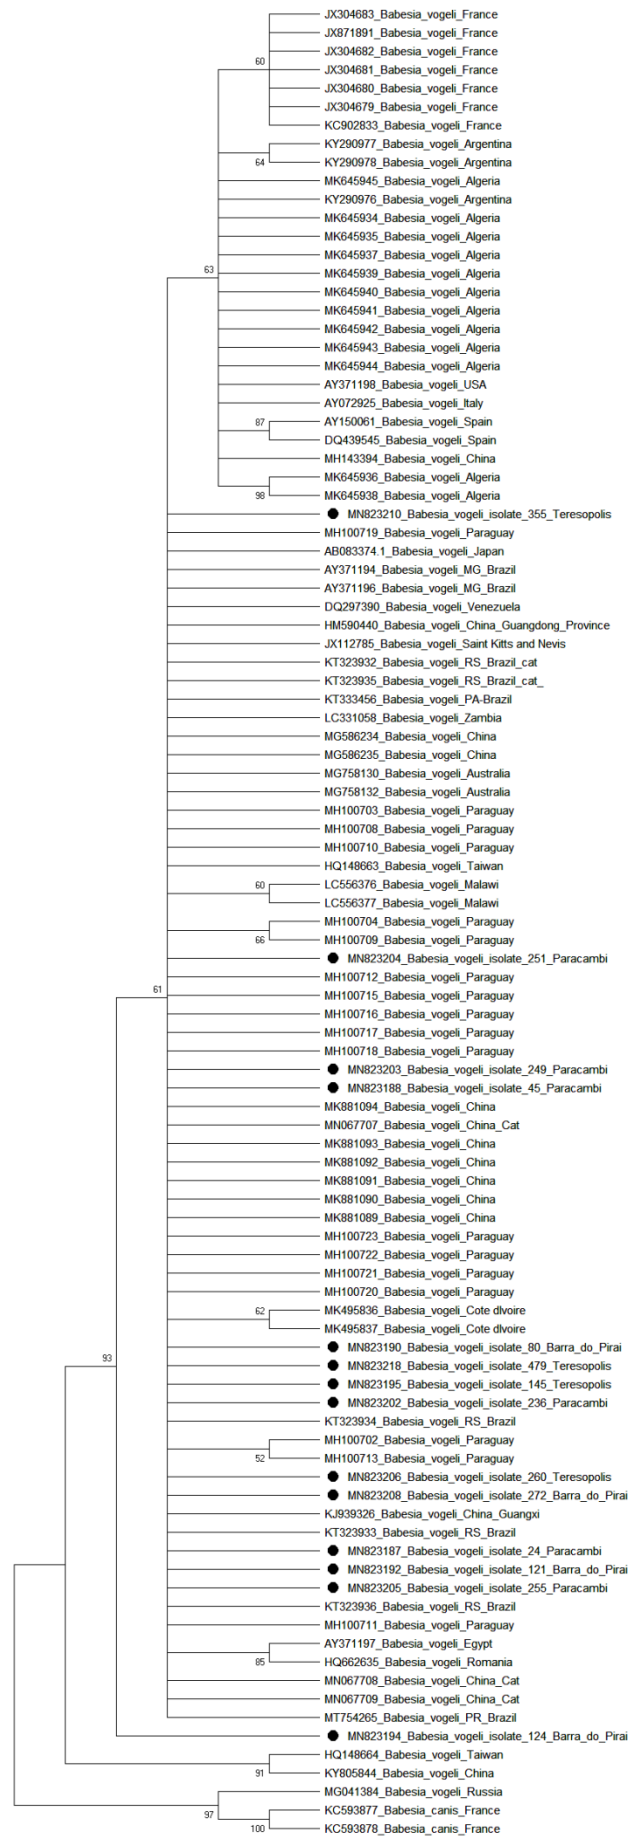 JX304683_Babesia_vogeli_France
JX871891_Babesia_vogeli_France
JX304682_Babesia_vogeli_France
60
JX304681_Babesia_vogeli_France
JX304680_Babesia_vogeli_France
JX304679_Babesia_vogeli_France
KC902833_Babesia_vogeli_France
KY290977_Babesia_vogeli_Argentina
64
KY290978_Babesia_vogeli_Argentina
MK645945_Babesia_vogeli_Algeria
KY290976_Babesia_vogeli_Argentina
MK645934_Babesia_vogeli_Algeria
MK645935_Babesia_vogeli_Algeria
MK645937_Babesia_vogeli_Algeria
63
MK645939_Babesia_vogeli_Algeria
MK645940_Babesia_vogeli_Algeria
MK645941_Babesia_vogeli_Algeria
MK645942_Babesia_vogeli_Algeria
MK645943_Babesia_vogeli_Algeria
MK645944_Babesia_vogeli_Algeria
AY371198_Babesia_vogeli_USA
AY072925_Babesia_vogeli_Italy
87
AY150061_Babesia_vogeli_Spain
DQ439545_Babesia_vogeli_Spain
MH143394_Babesia_vogeli_China
MK645936_Babesia_vogeli_Algeria
98
MK645938_Babesia_vogeli_Algeria
MN823210_Babesia_vogeli_isolate_355_Teresopolis
MH100719_Babesia_vogeli_Paraguay
AB083374.1_Babesia_vogeli_Japan
AY371194_Babesia_vogeli_MG_Brazil
AY371196_Babesia_vogeli_MG_Brazil
DQ297390_Babesia_vogeli_Venezuela
HM590440_Babesia_vogeli_China_Guangdong_Province
JX112785_Babesia_vogeli_Saint Kitts and Nevis
KT323932_Babesia_vogeli_RS_Brazil_cat
KT323935_Babesia_vogeli_RS_Brazil_cat_
KT333456_Babesia_vogeli_PA-Brazil
LC331058_Babesia_vogeli_Zambia
MG586234_Babesia_vogeli_China
MG586235_Babesia_vogeli_China
MG758130_Babesia_vogeli_Australia
MG758132_Babesia_vogeli_Australia
MH100703_Babesia_vogeli_Paraguay
MH100708_Babesia_vogeli_Paraguay
MH100710_Babesia_vogeli_Paraguay
HQ148663_Babesia_vogeli_Taiwan
60
LC556376_Babesia_vogeli_Malawi
LC556377_Babesia_vogeli_Malawi
MH100704_Babesia_vogeli_Paraguay
66
MH100709_Babesia_vogeli_Paraguay
MN823204_Babesia_vogeli_isolate_251_Paracambi
MH100712_Babesia_vogeli_Paraguay
61
MH100715_Babesia_vogeli_Paraguay
MH100716_Babesia_vogeli_Paraguay
MH100717_Babesia_vogeli_Paraguay
MH100718_Babesia_vogeli_Paraguay
MN823203_Babesia_vogeli_isolate_249_Paracambi
MN823188_Babesia_vogeli_isolate_45_Paracambi
MK881094_Babesia_vogeli_China
MN067707_Babesia_vogeli_China_Cat
MK881093_Babesia_vogeli_China
MK881092_Babesia_vogeli_China
MK881091_Babesia_vogeli_China
MK881090_Babesia_vogeli_China
MK881089_Babesia_vogeli_China
MH100723_Babesia_vogeli_Paraguay
MH100722_Babesia_vogeli_Paraguay
MH100721_Babesia_vogeli_Paraguay
MH100720_Babesia_vogeli_Paraguay
62
MK495836_Babesia_vogeli_Cote dIvoire
MK495837_Babesia_vogeli_Cote dIvoire
MN823190_Babesia_vogeli_isolate_80_Barra_do_Pirai
93
MN823218_Babesia_vogeli_isolate_479_Teresopolis
MN823195_Babesia_vogeli_isolate_145_Teresopolis
MN823202_Babesia_vogeli_isolate_236_Paracambi
KT323934_Babesia_vogeli_RS_Brazil
MH100702_Babesia_vogeli_Paraguay
52
MH100713_Babesia_vogeli_Paraguay
MN823206_Babesia_vogeli_isolate_260_Teresopolis
MN823208_Babesia_vogeli_isolate_272_Barra_do_Pirai
KJ939326_Babesia_vogeli_China_Guangxi
KT323933_Babesia_vogeli_RS_Brazil
MN823187_Babesia_vogeli_isolate_24_Paracambi
MN823192_Babesia_vogeli_isolate_121_Barra_do_Pirai
MN823205_Babesia_vogeli_isolate_255_Paracambi
KT323936_Babesia_vogeli_RS_Brazil
MH100711_Babesia_vogeli_Paraguay
AY371197_Babesia_vogeli_Egypt
85
HQ662635_Babesia_vogeli_Romania
MN067708_Babesia_vogeli_China_Cat
MN067709_Babesia_vogeli_China_Cat
MT754265_Babesia_vogeli_PR_Brazil
MN823194_Babesia_vogeli_isolate_124_Barra_do_Pirai
HQ148664_Babesia_vogeli_Taiwan
91
KY805844_Babesia_vogeli_China
MG041384_Babesia_vogeli_Russia
97
KC593877_Babesia_canis_France
100
KC593878_Babesia_canis_France